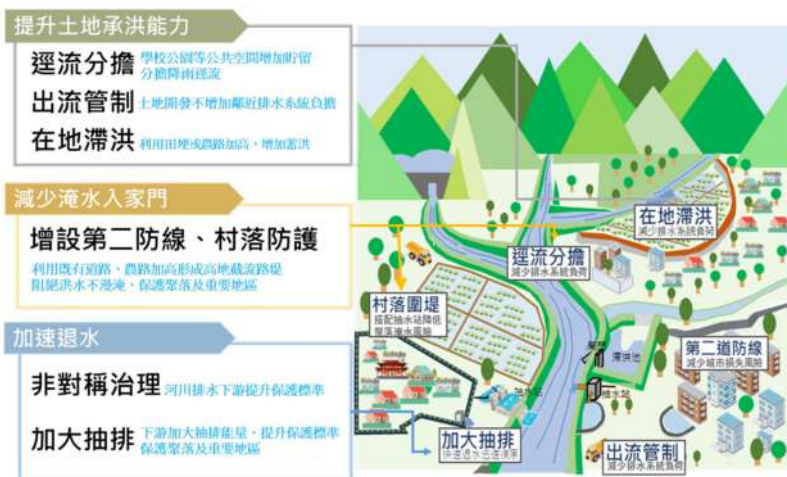 提升土地承洪能力
逕流分擔 學校公園等公共空間增加貯留
分擔降雨逕流
出流管制 土地開發不增加鄰近排水系統負擔
在地滯洪 利用田埂或農路加高，增加蓄洪
減少淹水入家門
增設第二防線、村落防護
利用既有道路、農路加高形成高地截流路堤
阻絕洪水不漫淹、保護聚落及重要地區
加速退水
非對稱治理 河川排水下游提升保護標準
加大抽排 下游加大抽排能量，提升保護標準
保護聚落及重要地區
在地滯洪
減少排水系統負荷
逕流分擔
減少排水系統負荷
村落圍堤
搭配抽水站降低
聚落淹水風險
閘門
滯洪池
第二道防線
減少城市損失風險
抽水站
抽水站
加大抽排
出流管制
減少排水系統負荷